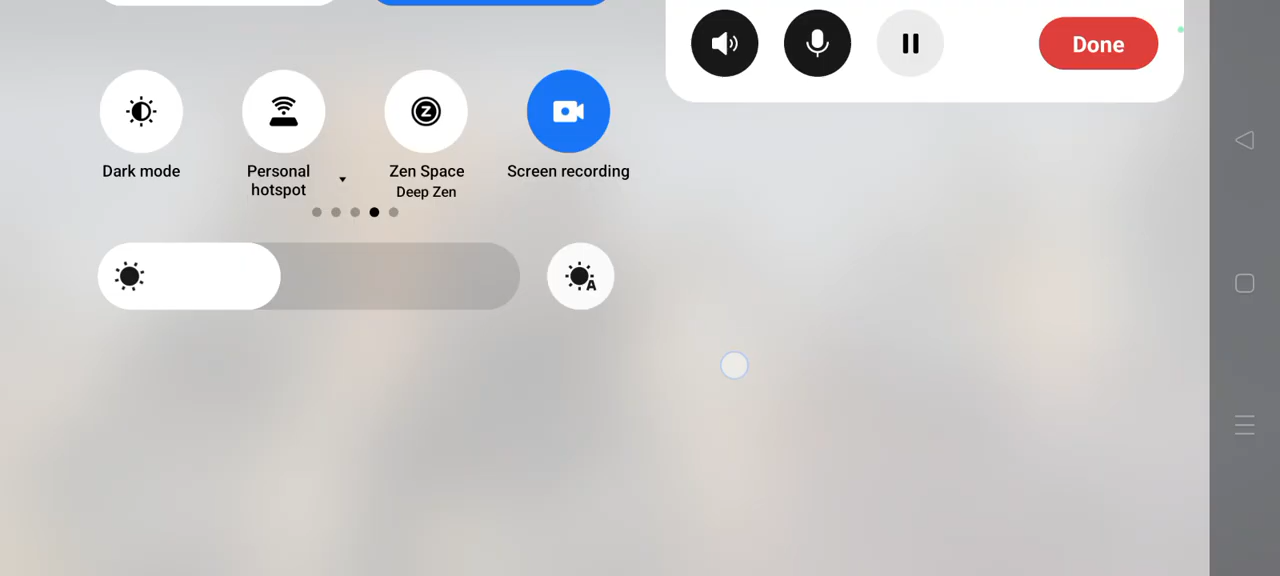 Done
Dark mode
Personal
hotspot
Zen Space
Deep Zen
Screen recording